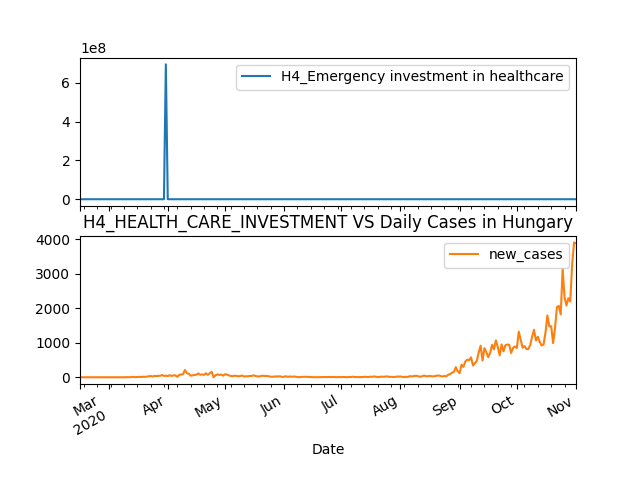 1e8
6
4
2
0
H4_Emergency investment in healthcare
H4_HEALTH_CARE_INVESTMENT VS Daily Cases in Hungary
4000
3000
2000
1000
0
new_cases
Mar
2020
Apr
May
Jun
Jul
Aug
Sep
Oct
Nov
Date